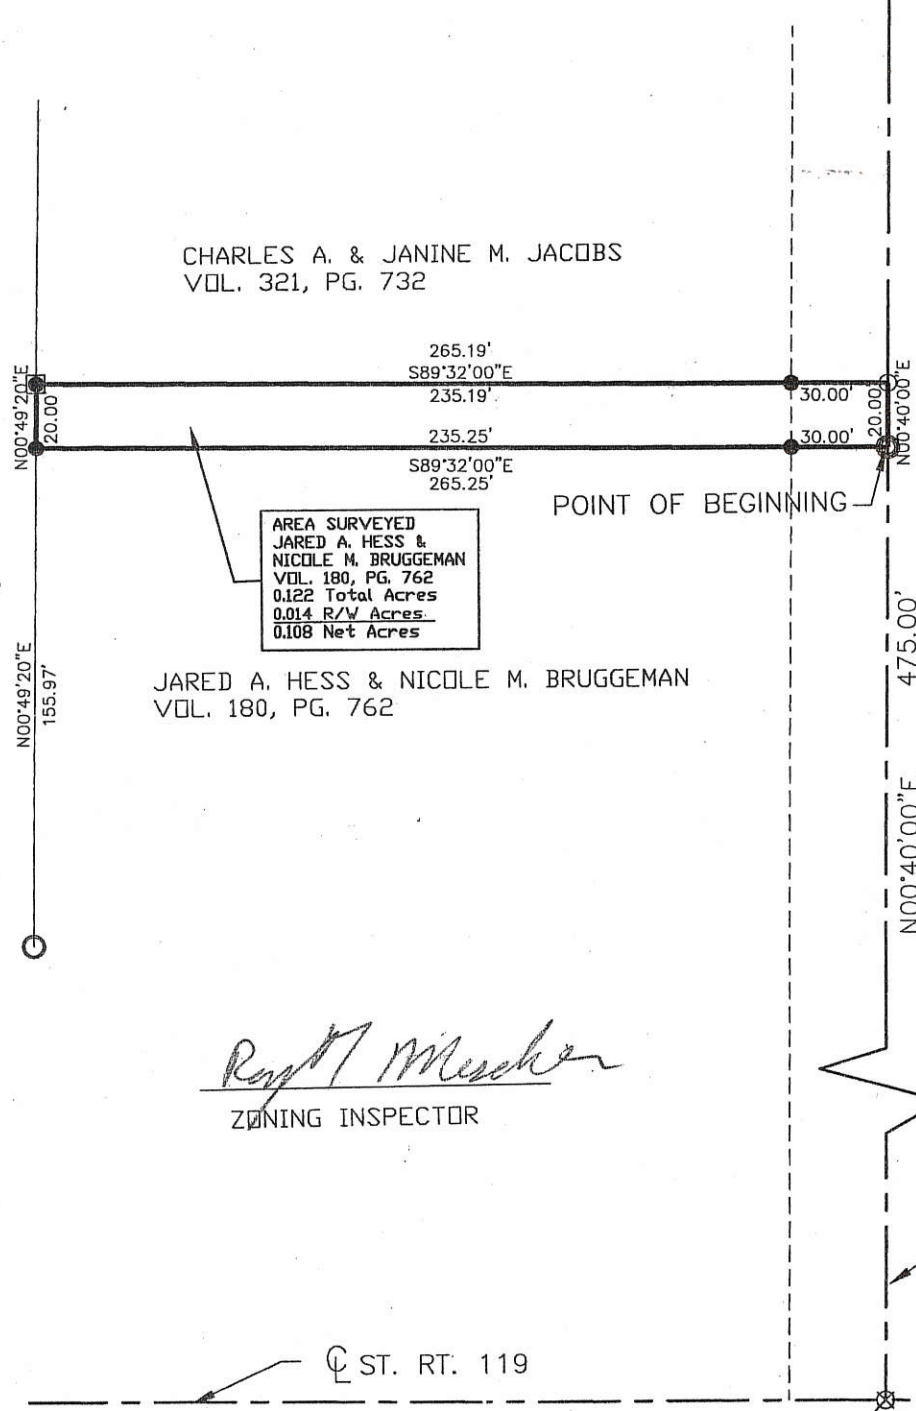 CHARLES A. & JANINE M. JACOBS
VOL. 321, PG. 732
265.19'
S89°32'00"E
235.19'
30.00'
20.00'
N00°40'00"E
N00°49'20"E
20.00'
235.25'
30.00'
S89°32'00"E
265.25'
POINT OF BEGINNING
AREA SURVEYED
JARED A. HESS &
NICOLE M. BRUGGEMAN
VOL. 180, PG. 762
0.122 Total Acres
0.014 R/W Acres
0.108 Net Acres
JARED A. HESS & NICOLE M. BRUGGEMAN
VOL. 180, PG. 762
N00°49'20"E
155.97'
N00°40'00"E 475.00'
ZONING INSPECTOR
℄ ST. RT. 119